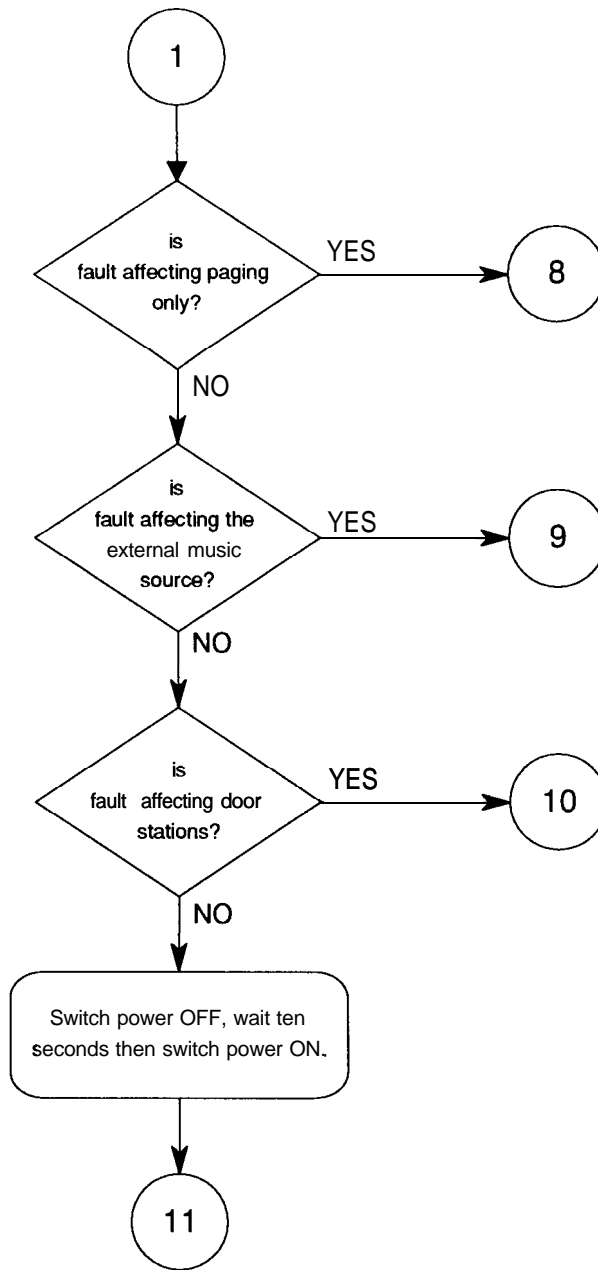 1
is
fault affecting paging
only?
YES
8
NO
is
fault affecting the
external music
source?
YES
9
NO
is
fault affecting door
stations?
YES
10
NO
Switch power OFF, wait ten
seconds then switch power ON.
11